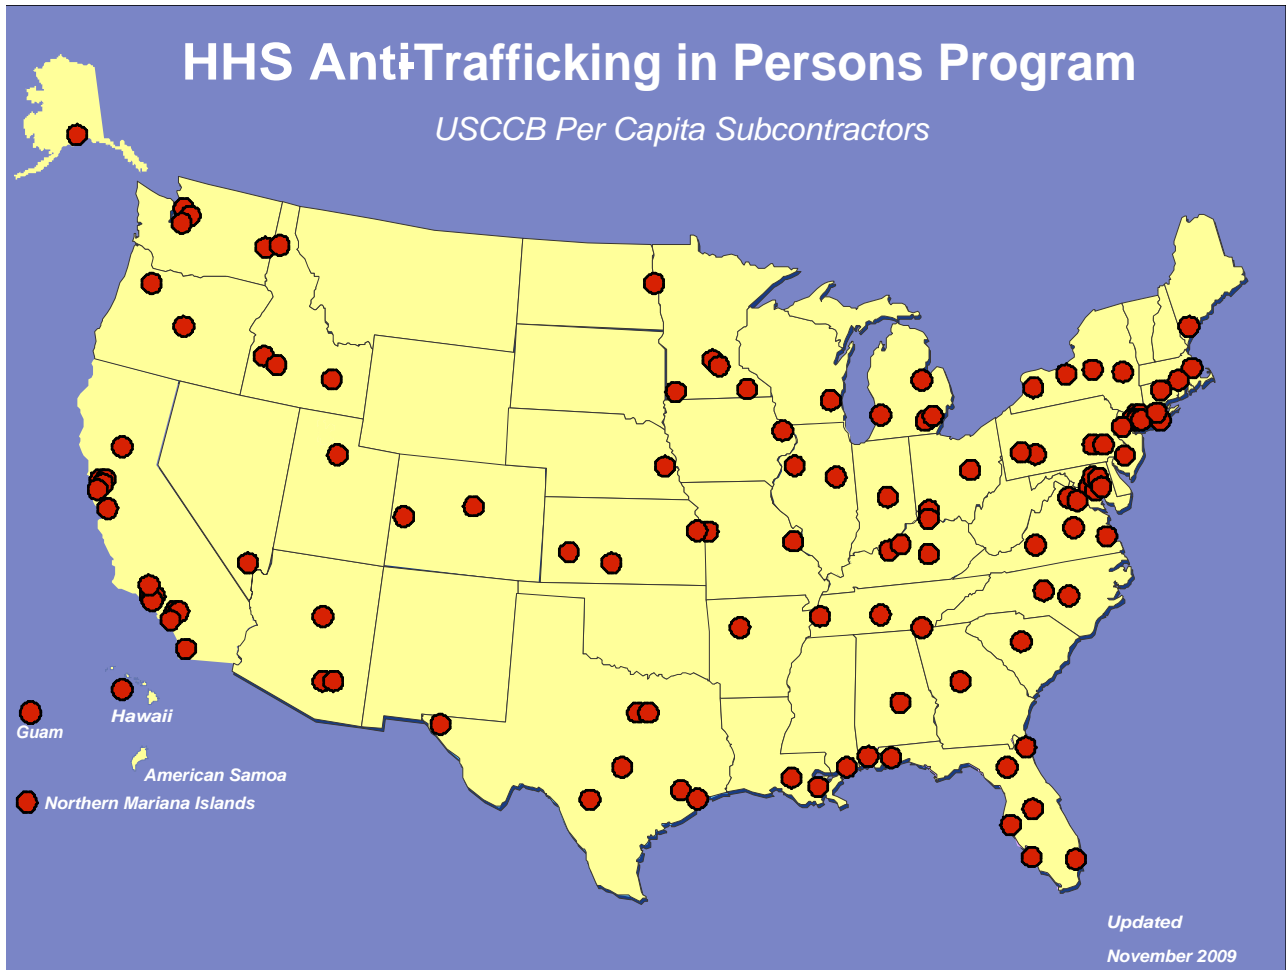 HHS Anti-Trafficking in Persons Program
USCCB Per Capita Subcontractors
Hawaii
Guam
American Samoa
Northern Mariana Islands
Updated
November 2009